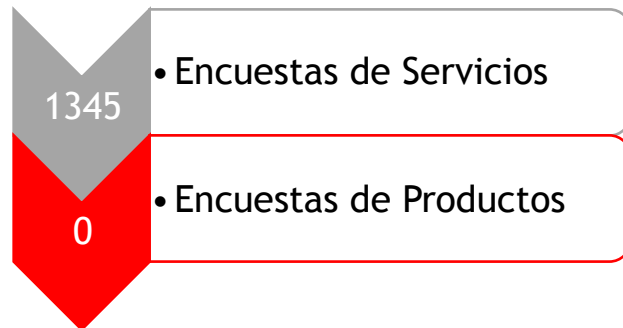 1345
• Encuestas de Servicios
0
• Encuestas de Productos